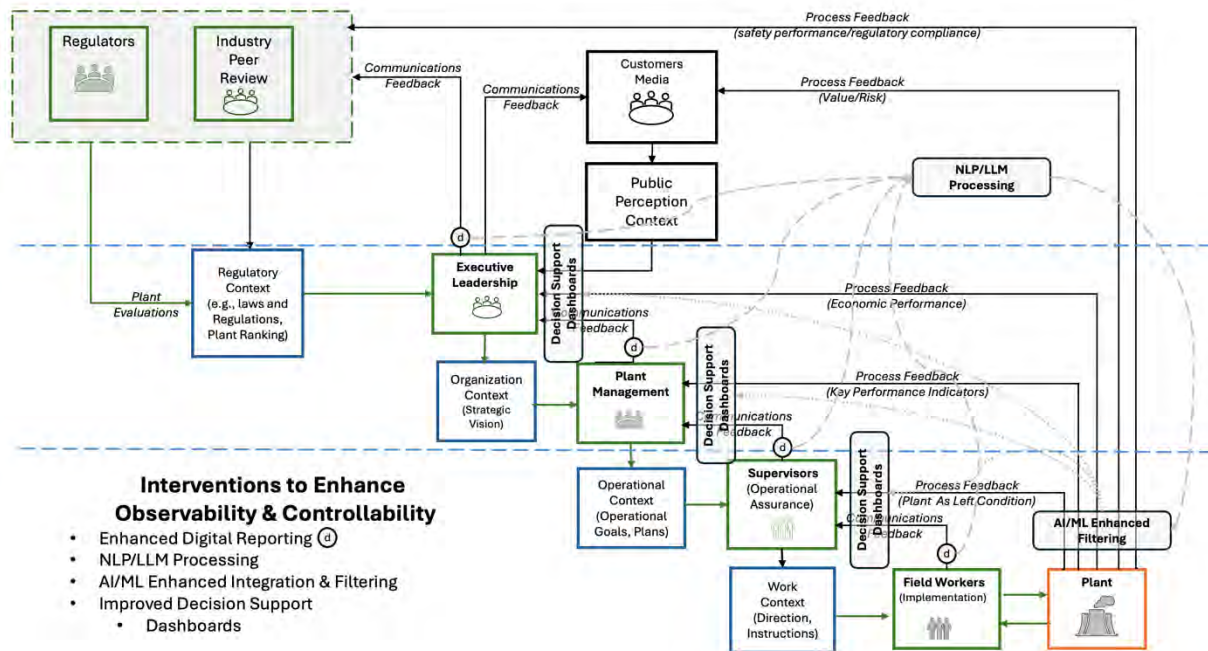 Process Feedback
(safety performance/regulatory compliance)
Regulators
Industry
Peer
Review
Communications
Feedback
Communications
Feedback
Customers
Media
Process Feedback
(Value/Risk)
NLP/LLM
Processing
Public
Perception
Context
d
Regulatory
Context
(e.g., laws and
Regulations,
Plant Ranking)
Plant
Evaluations
Executive
Leadership
Decision Support
Dashboards
Process Feedback
(Economic Performance)
Communications
Feedback
d
Organization
Context
(Strategic
Vision)
Plant
Management
Decision Support
Dashboards
Process Feedback
(Key Performance Indicators)
Communications
Feedback
d
Operational
Context
(Operational
Goals, Plans)
Supervisors
(Operational
Assurance)
Decision Support
Dashboards
Process Feedback
(Plant As Left Condition)
Communications
Feedback
d
AI/ML Enhanced
Filtering
Work
Context
(Direction,
Instructions)
Field Workers
(Implementation)
Plant
Interventions to Enhance
Observability & Controllability
• Enhanced Digital Reporting d
• NLP/LLM Processing
• AI/ML Enhanced Integration & Filtering
• Improved Decision Support
• Dashboards